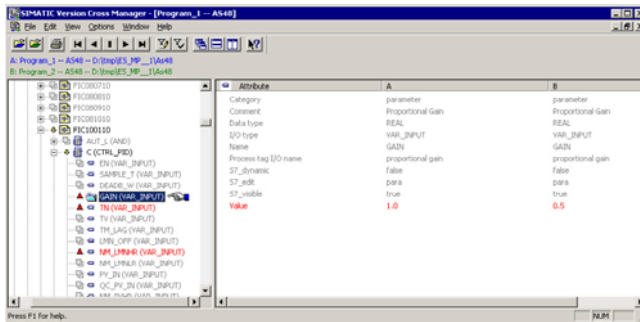 SIMATIC Version Cross Manager - [Program_1 -- AS48]
File Edit View Options Window Help
A: Program_1 -- AS48 -- D:\tmp\ES_MP__1\As48
B: Program_2 -- AS48 -- D:\tmp\ES_MP__1\As48
FIC080710
FIC080810
FIC080910
FIC081010
FIC100110
AUT_L (AND)
C (CTRL_PID)
EN (VAR_INPUT)
SAMPLE_T (VAR_INPUT)
DEADB_W (VAR_INPUT)
GAIN (VAR_INPUT)
TN (VAR_INPUT)
TV (VAR_INPUT)
TM_LAG (VAR_INPUT)
LMN_OFF (VAR_INPUT)
NM_LMNHR (VAR_INPUT)
NM_LMNLR (VAR_INPUT)
PV_IN (VAR_INPUT)
QC_PV_IN (VAR_INPUT)
NM_PVHR (VAR_INPUT)
Attribute A B
Category parameter parameter
Comment Proportional Gain Proportional Gain
Data type REAL REAL
I/O type VAR_INPUT VAR_INPUT
Name GAIN GAIN
Process tag I/O name proportional gain proportional gain
S7_dynamic false false
S7_edit para para
S7_visible true true
Value 1.0 0.5
Press F1 for help.
NUM